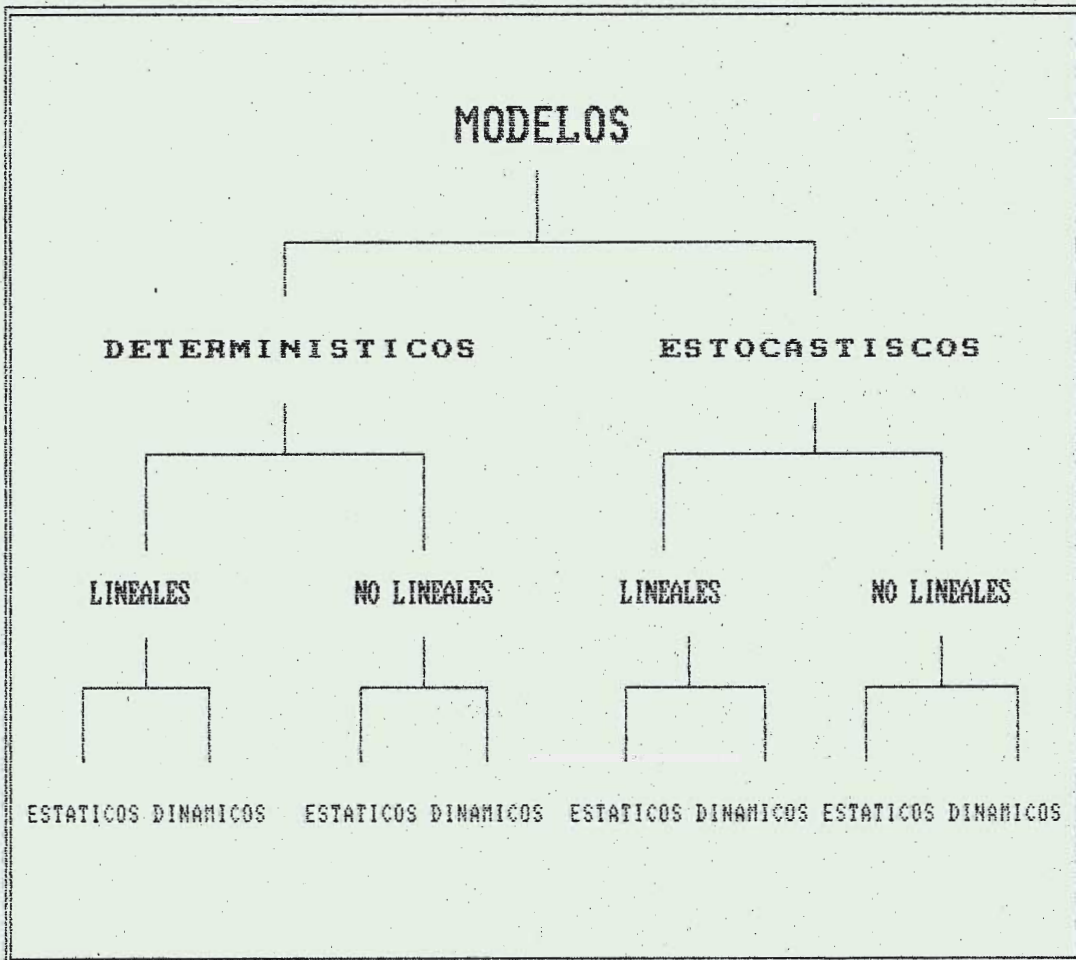 MODELOS
DETERMINISTICOS ESTOCASTISCOS
LINEALES NO LINEALES LINEALES NO LINEALES
ESTATICOS DINAMICOS ESTATICOS DINAMICOS ESTATICOS DINAMICOS ESTATICOS DINAMICOS